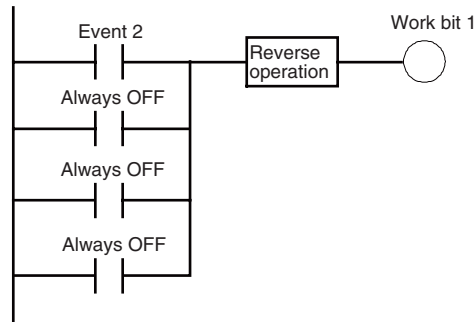 Work bit 1
Event 2
Reverse
operation
Always OFF
Always OFF
Always OFF